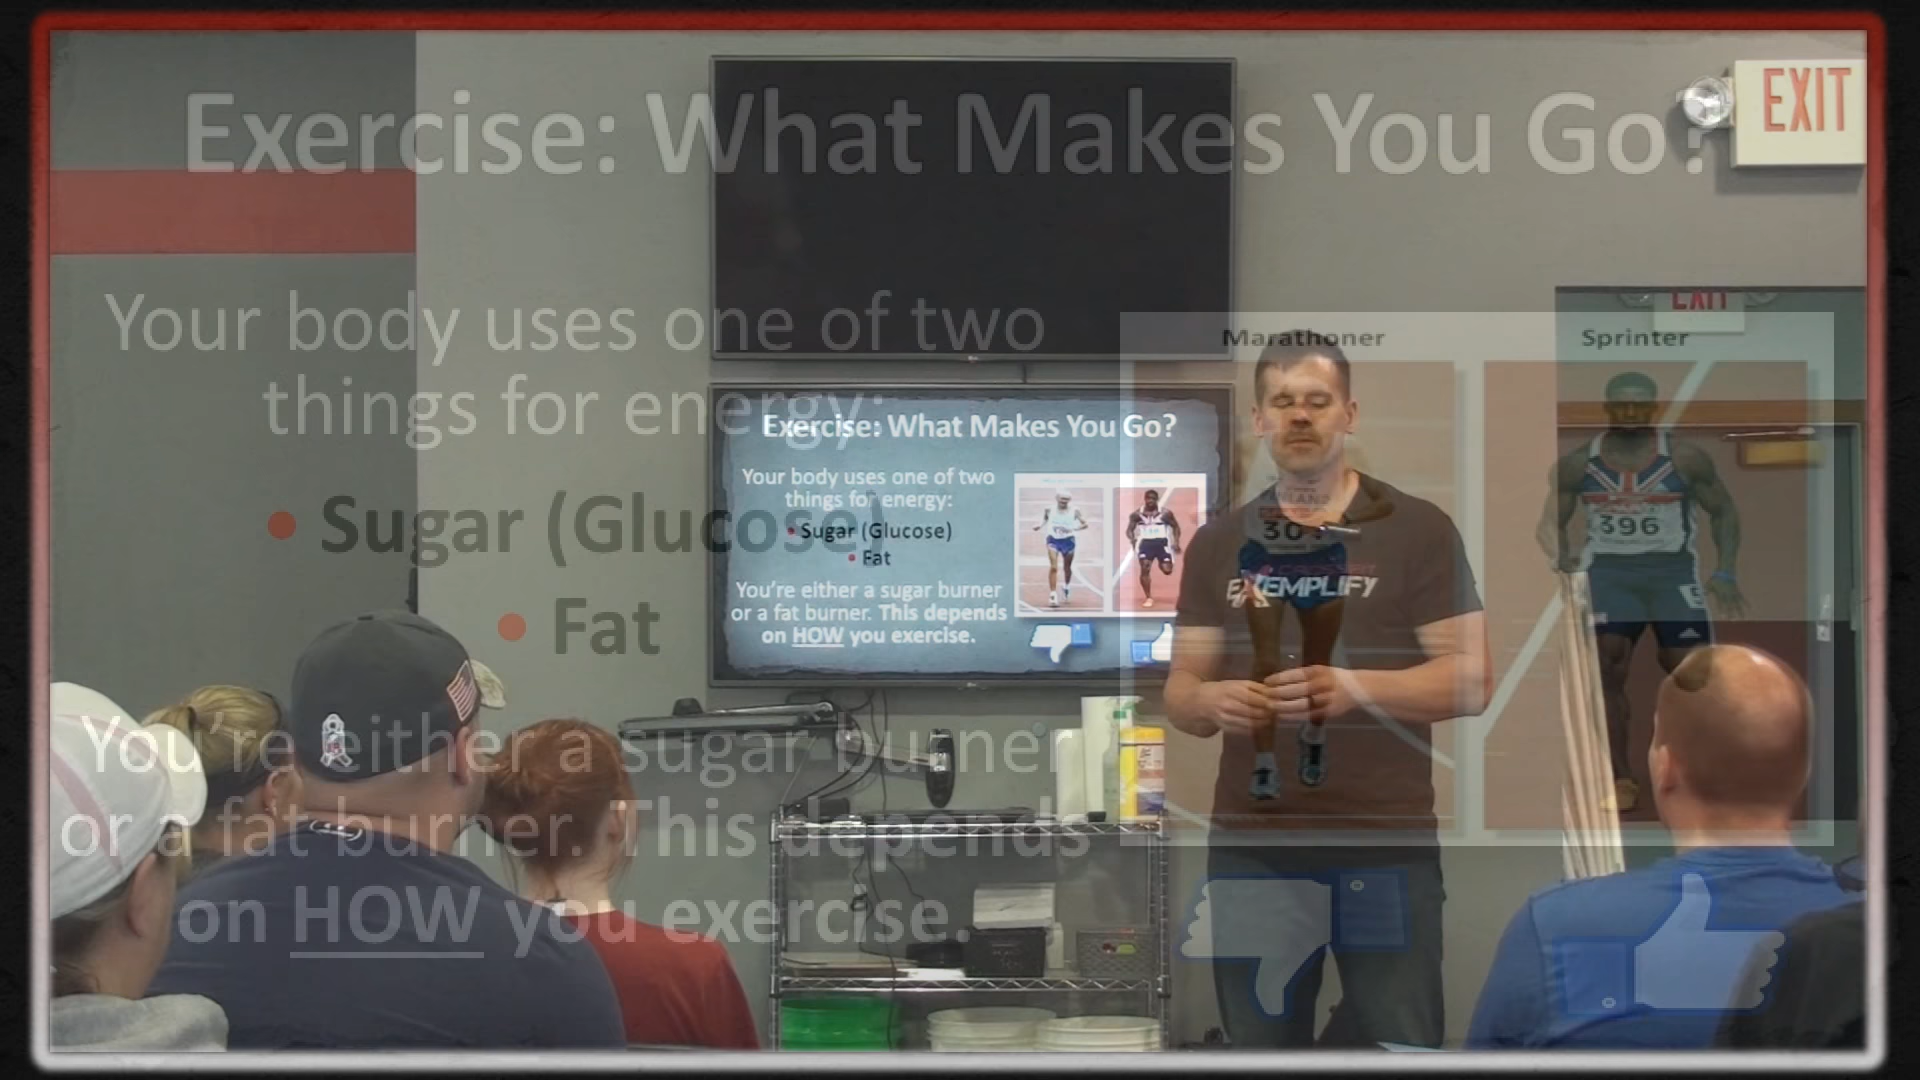 Exercise: What Makes You Go?
EXIT
Your body uses one of two
things for energy:
• Sugar (Glucose)
• Fat
You're either a sugar burner
or a fat burner. This depends
on HOW you exercise.
EXIT
Marathoner
Sprinter
304
396
Exercise: What Makes You Go?
Your body uses one of two
things for energy:
• Sugar (Glucose)
• Fat
You're either a sugar burner
or a fat burner. This depends
on HOW you exercise.
CROSSFIT
EXEMPLIFY